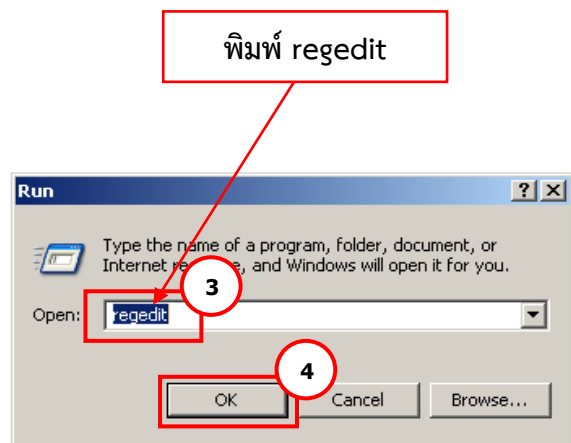 พิมพ์ regedit
Run
Type the name of a program, folder, document, or
Internet re e, and Windows will open it for you.
3
Open: regedit
4
OK Cancel Browse...